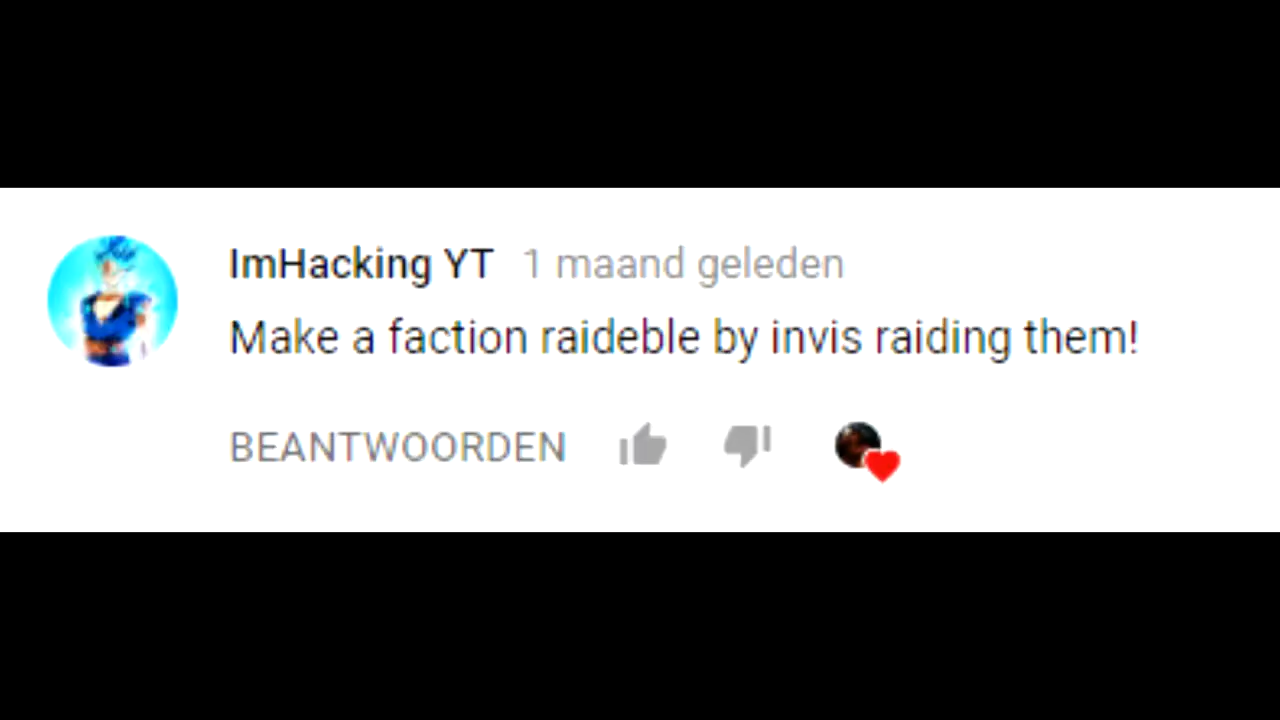 ImHacking YT 1 maand geleden
Make a faction raideble by invis raiding them!
BEANTWOORDEN